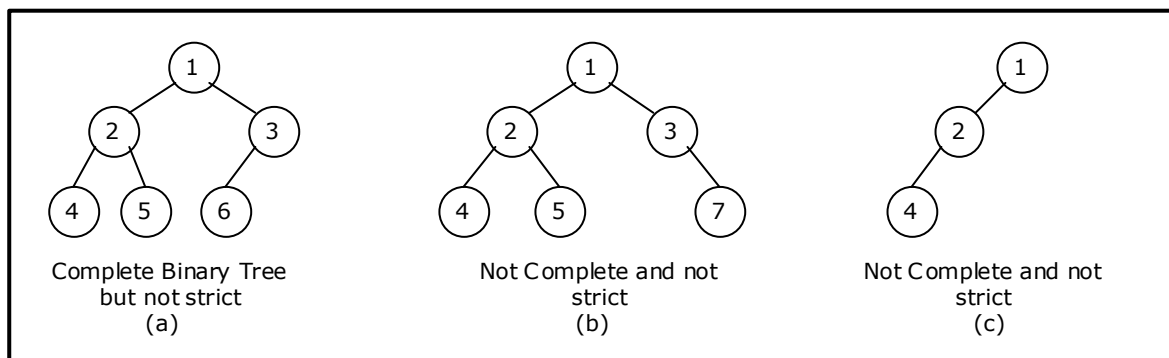 1
2
3
4
5
6
Complete Binary Tree
but not strict
(a)
1
2
3
4
5
7
Not Complete and not
strict
(b)
1
2
4
Not Complete and not
strict
(c)